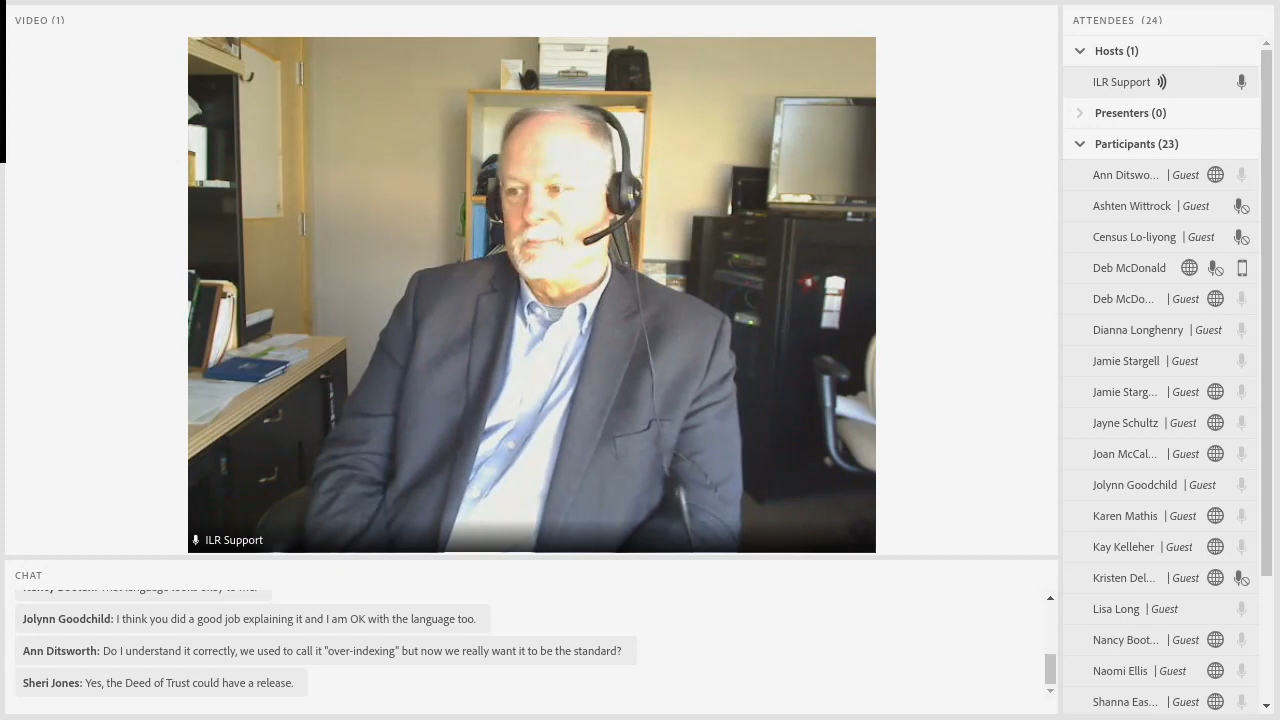 VIDEO (1)
ILR Support
CHAT
Jolynn Goodchild: I think you did a good job explaining it and I am OK with the language too.
Ann Ditsworth: Do I understand it correctly, we used to call it "over-indexing" but now we really want it to be the standard?
Sheri Jones: Yes, the Deed of Trust could have a release.
ATTENDEES (24)
Hosts (1)
ILR Support
Presenters (0)
Participants (23)
Ann Ditswo... | Guest
Ashten Wittrock | Guest
Census Lo-liyong | Guest
Deb McDonald
Deb McDo... | Guest
Dianna Longhenry | Guest
Jamie Stargell | Guest
Jamie Starg... | Guest
Jayne Schultz | Guest
Joan McCal... | Guest
Jolynn Goodchild | Guest
Karen Mathis | Guest
Kay Kelleher | Guest
Kristen Del... | Guest
Lisa Long | Guest
Nancy Boot... | Guest
Naomi Ellis | Guest
Shanna Eas... | Guest